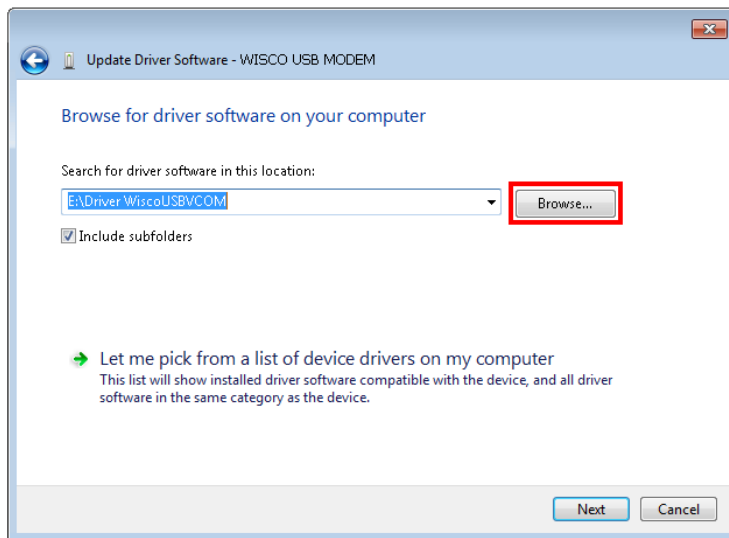 Update Driver Software - WISCO USB MODEM
Browse for driver software on your computer
Search for driver software in this location:
E:\Driver WiscoUSBVCOM
Browse...
Include subfolders
Let me pick from a list of device drivers on my computer
This list will show installed driver software compatible with the device, and all driver
software in the same category as the device.
Next
Cancel